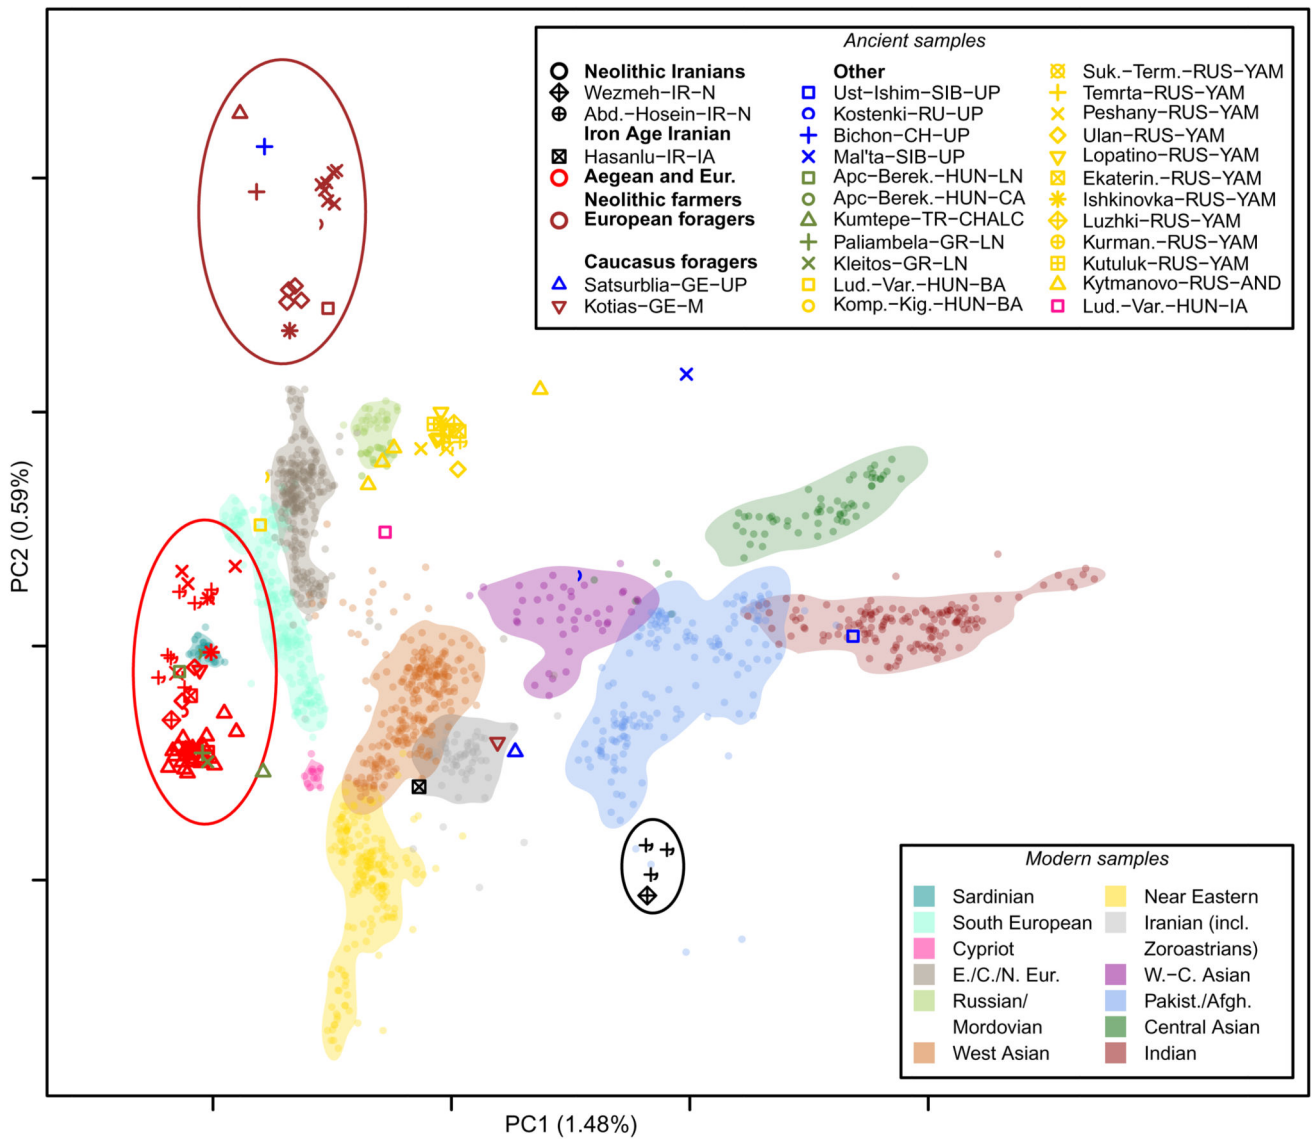 Ancient samples
Neolithic Iranians
Wezmeh−IR−N
Abd.−Hosein−IR−N
Iron Age Iranian
Hasanlu−IR−IA
Aegean and Eur.
Neolithic farmers
European foragers
Caucasus foragers
Satsurblia−GE−UP
Kotias−GE−M
Other
Ust−Ishim−SIB−UP
Kostenki−RU−UP
Bichon−CH−UP
Mal'ta−SIB−UP
Apc−Berek.−HUN−LN
Apc−Berek.−HUN−CA
Kumtepe−TR−CHALC
Paliambela−GR−LN
Kleitos−GR−LN
Lud.−Var.−HUN−BA
Komp.−Kig.−HUN−BA
Suk.−Term.−RUS−YAM
Temrta−RUS−YAM
Peshany−RUS−YAM
Ulan−RUS−YAM
Lopatino−RUS−YAM
Ekaterin.−RUS−YAM
Ishkinovka−RUS−YAM
Luzhki−RUS−YAM
Kurman.−RUS−YAM
Kutuluk−RUS−YAM
Kytmanovo−RUS−AND
Lud.−Var.−HUN−IA
PC2 (0.59%)
Modern samples
Sardinian
South European
Cypriot
E./C./N. Eur.
Russian/
Mordovian
West Asian
Near Eastern
Iranian (incl.
Zoroastrians)
W.−C. Asian
Pakist./Afgh.
Central Asian
Indian
PC1 (1.48%)